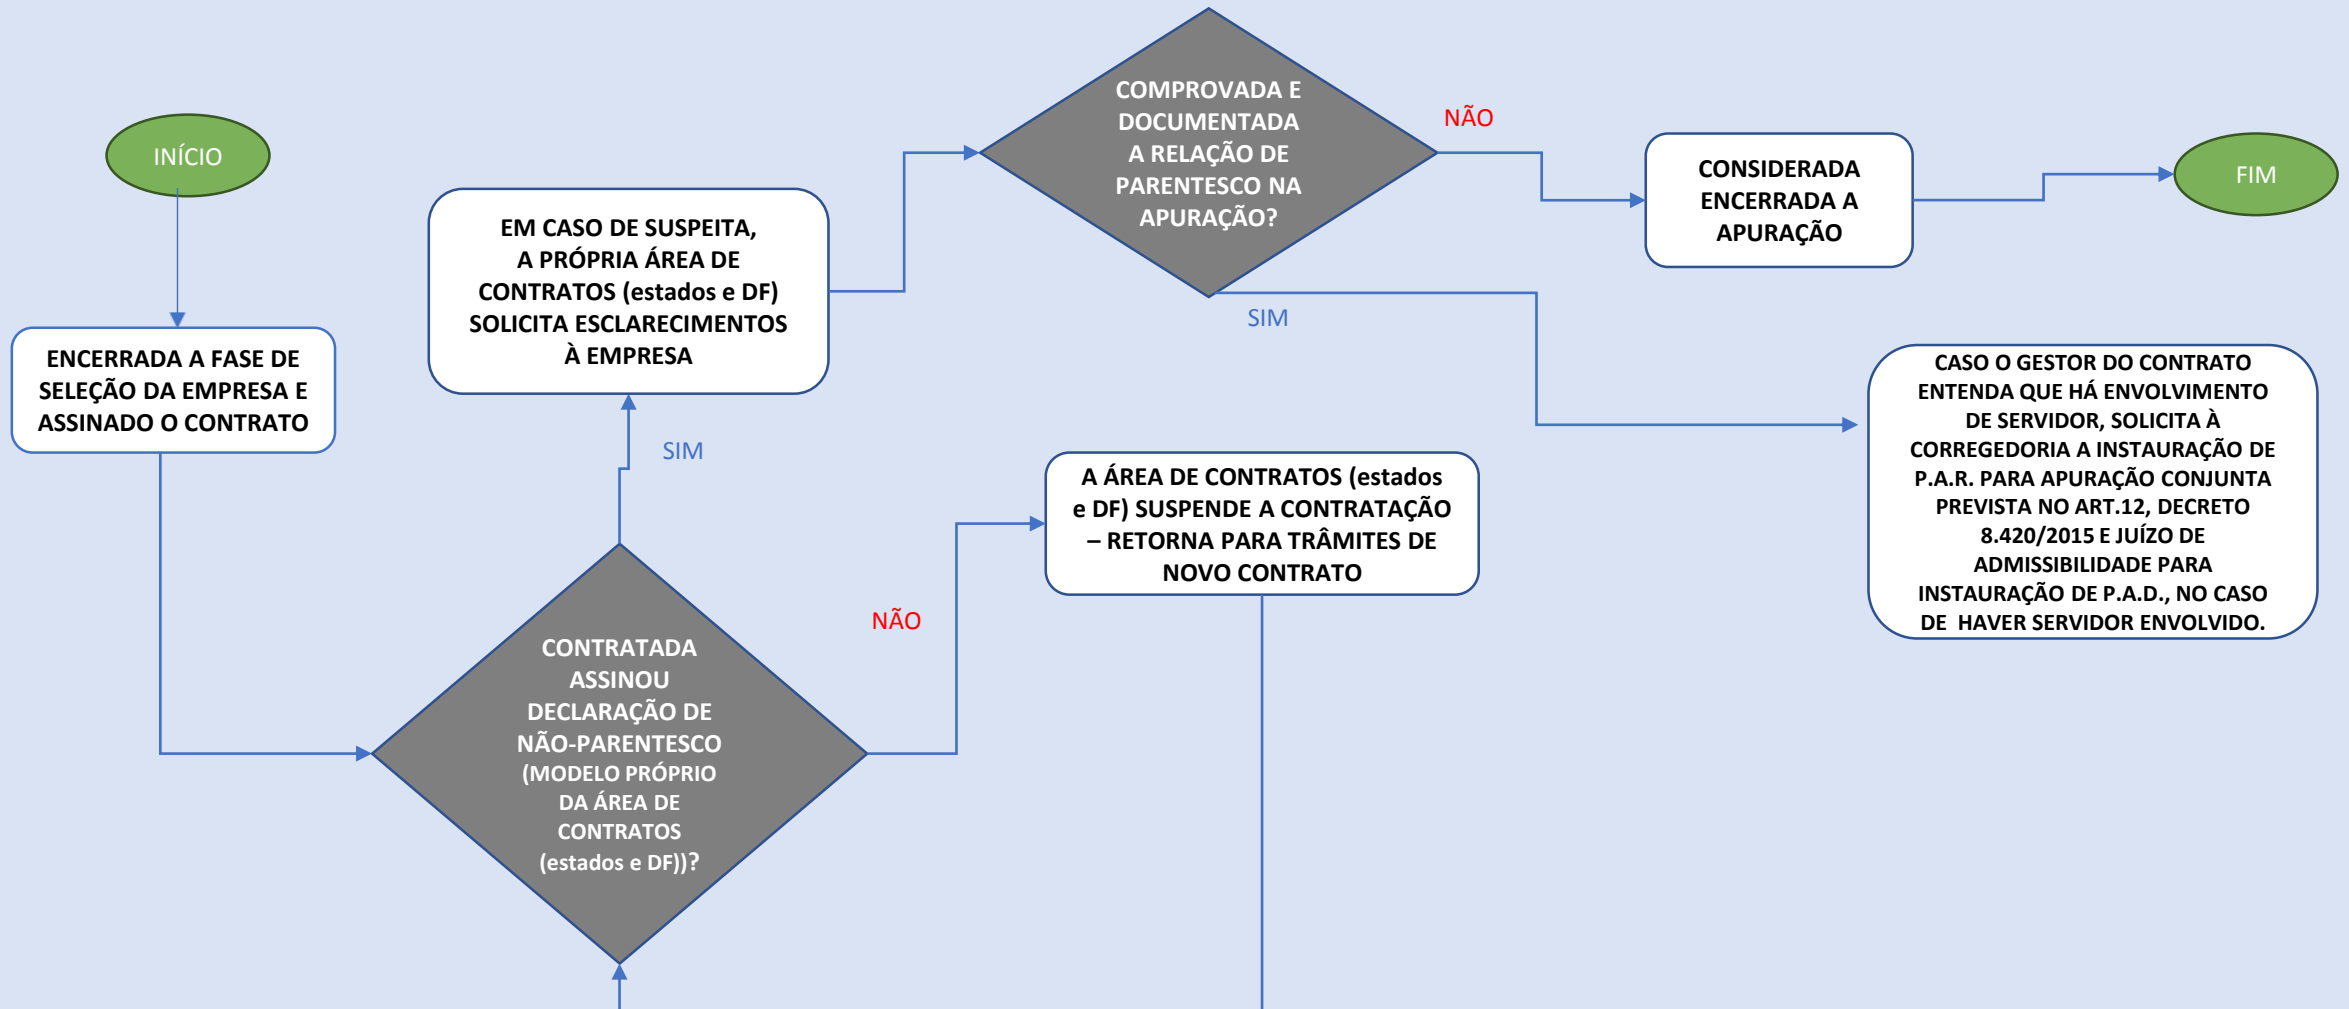 INÍCIO
ENCERRADA A FASE DE
SELEÇÃO DA EMPRESA E
ASSINADO O CONTRATO
EM CASO DE SUSPEITA,
A PRÓPRIA ÁREA DE
CONTRATOS (estados e DF)
SOLICITA ESCLARECIMENTOS
À EMPRESA
SIM
CONTRATADA
ASSINOU
DECLARAÇÃO DE
NÃO-PARENTESCO
(MODELO PRÓPRIO
DA ÁREA DE
CONTRATOS
(estados e DF))?
NÃO
COMPROVADA E
DOCUMENTADA
A RELAÇÃO DE
PARENTESCO NA
APURAÇÃO?
NÃO
SIM
A ÁREA DE CONTRATOS (estados
e DF) SUSPENDE A CONTRATAÇÃO
– RETORNA PARA TRÂMITES DE
NOVO CONTRATO
CONSIDERADA
ENCERRADA A
APURAÇÃO
FIM
CASO O GESTOR DO CONTRATO
ENTENDA QUE HÁ ENVOLVIMENTO
DE SERVIDOR, SOLICITA À
CORREGEDORIA A INSTAURAÇÃO DE
P.A.R. PARA APURAÇÃO CONJUNTA
PREVISTA NO ART.12, DECRETO
8.420/2015 E JUÍZO DE
ADMISSIBILIDADE PARA
INSTAURAÇÃO DE P.A.D., NO CASO
DE HAVER SERVIDOR ENVOLVIDO.